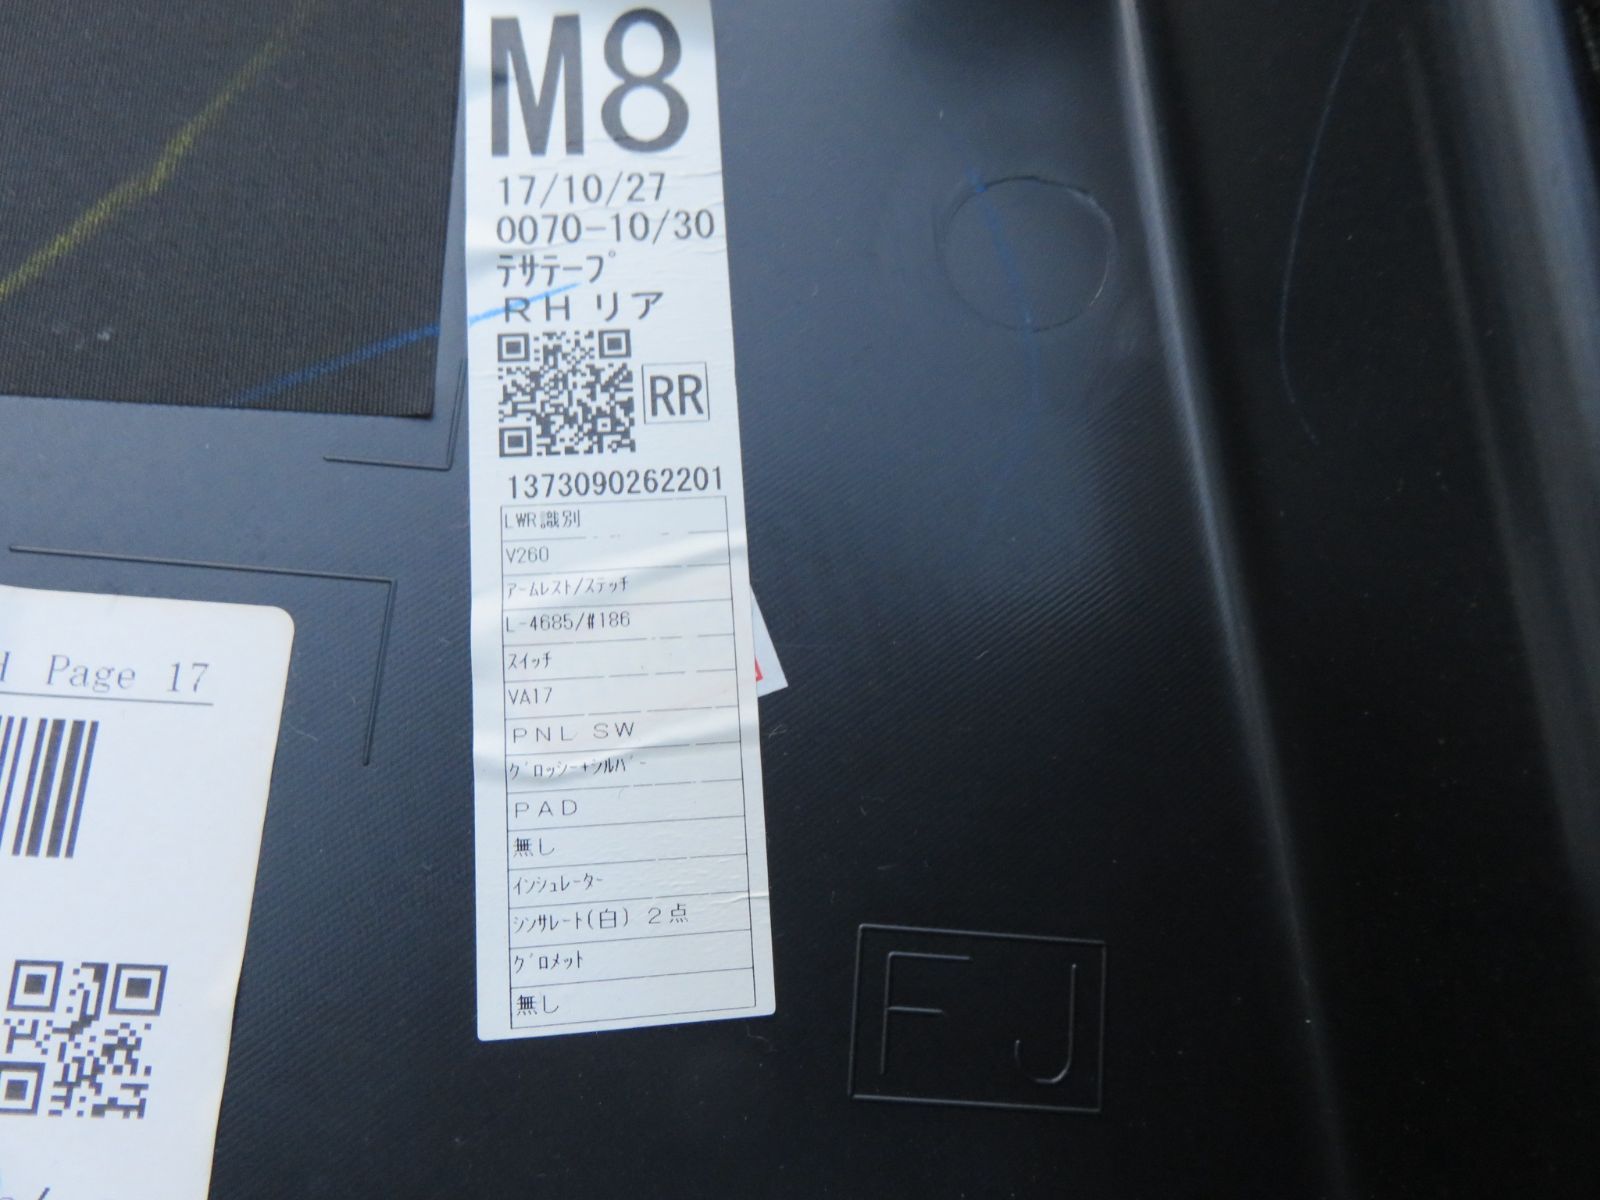 M8
17/10/27
0070-10/30
ﾃｻﾃｰﾌﾟ
ＲＨ リア
RR
1373090262201
LWR識別
V260
ｱｰﾑﾚｽﾄ/ｽﾃｯﾁ
L-4685/#186
ｽｲｯﾁ
VA17
ＰＮＬ ＳＷ
ｸﾞﾛｯｼｰ+ｼﾙﾊﾞｰ
ＰＡＤ
無し
ｲﾝｼｭﾚｰﾀｰ
ｼﾝｻﾚｰﾄ(白) ２点
ｸﾞﾛﾒｯﾄ
無し
Page 17
FJ